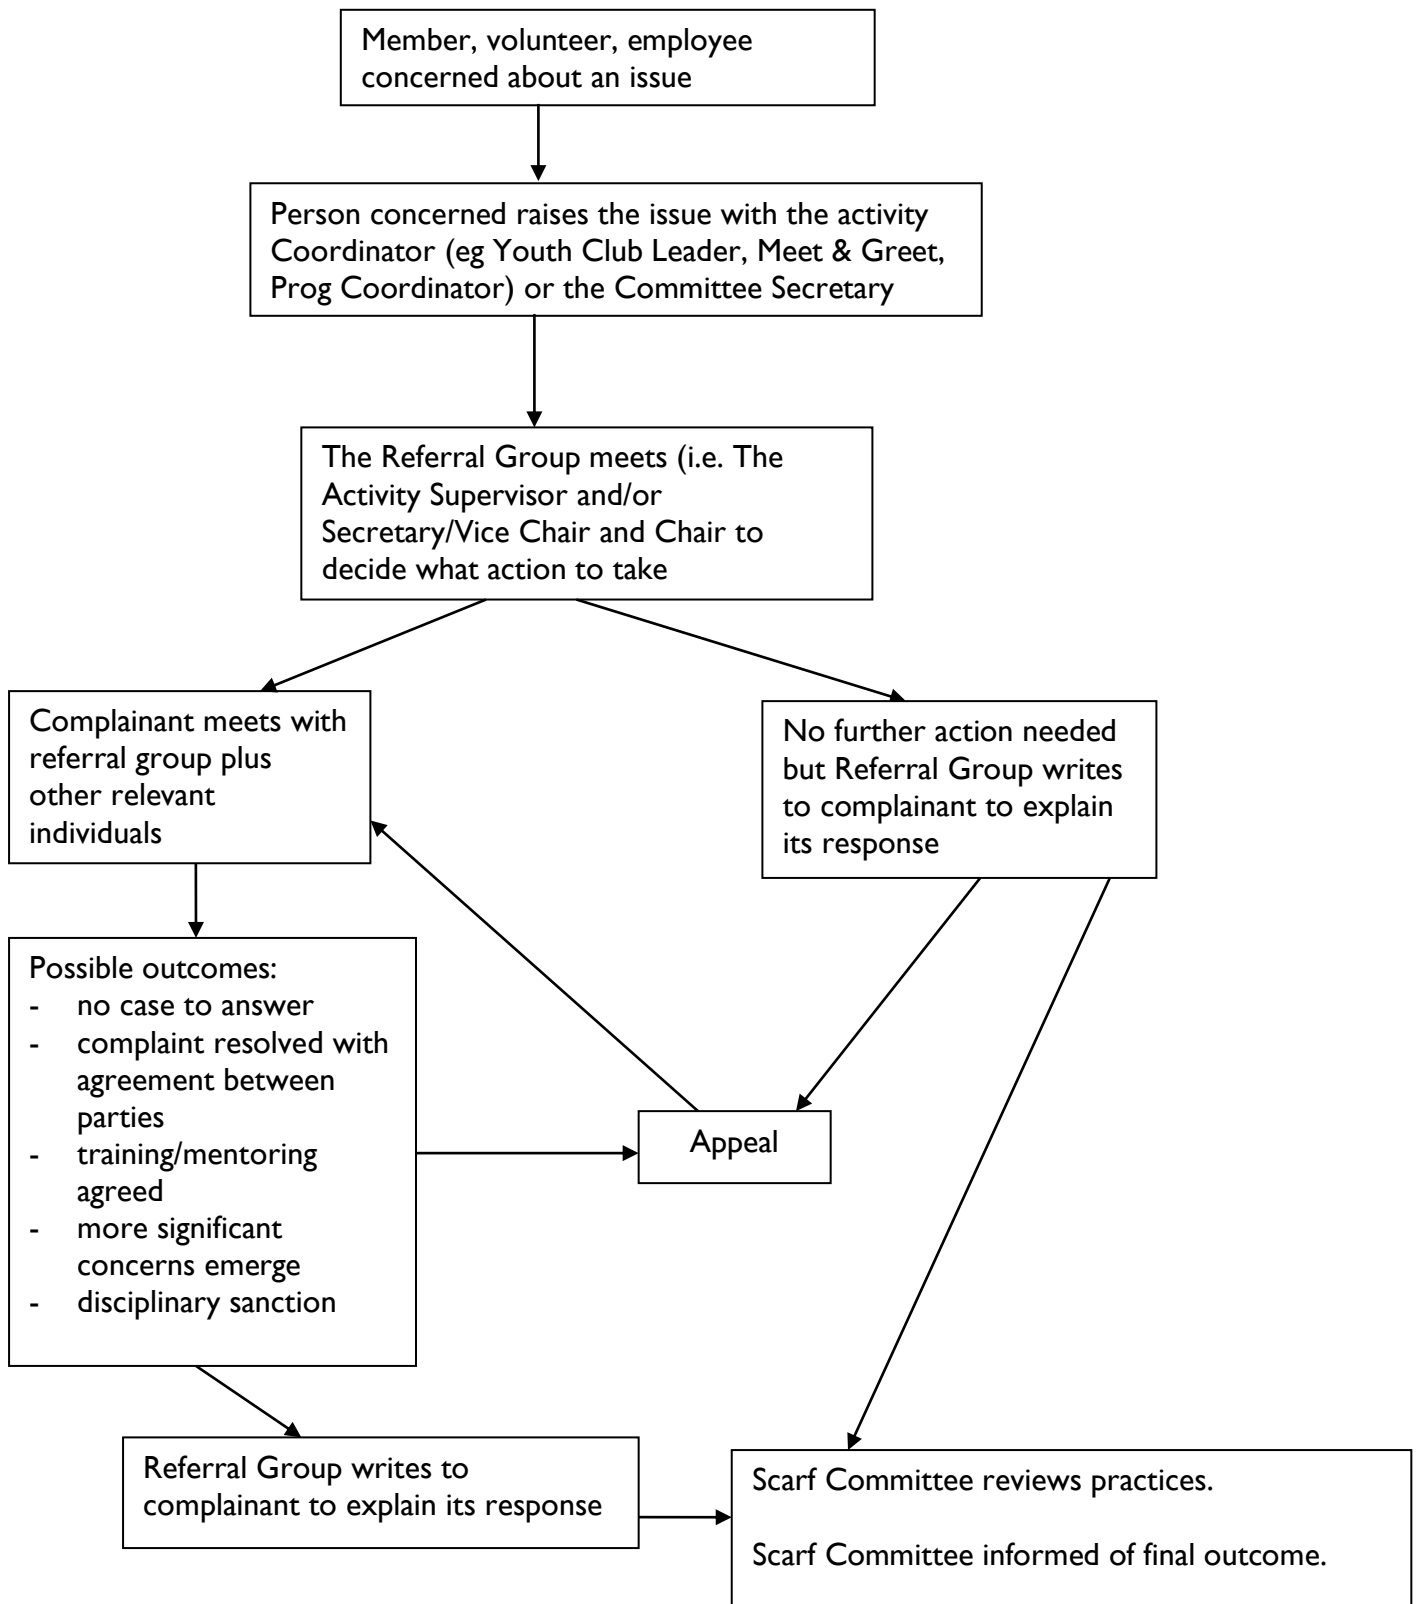 Member, volunteer, employee
concerned about an issue
Person concerned raises the issue with the activity
Coordinator (eg Youth Club Leader, Meet & Greet,
Prog Coordinator) or the Committee Secretary
The Referral Group meets (i.e. The
Activity Supervisor and/or
Secretary/Vice Chair and Chair to
decide what action to take
Complainant meets with
referral group plus
other relevant
individuals
No further action needed
but Referral Group writes
to complainant to explain
its response
Possible outcomes:
- no case to answer
- complaint resolved with
agreement between
parties
- training/mentoring
agreed
- more significant
concerns emerge
- disciplinary sanction
Appeal
Referral Group writes to
complainant to explain its response
Scarf Committee reviews practices.
Scarf Committee informed of final outcome.